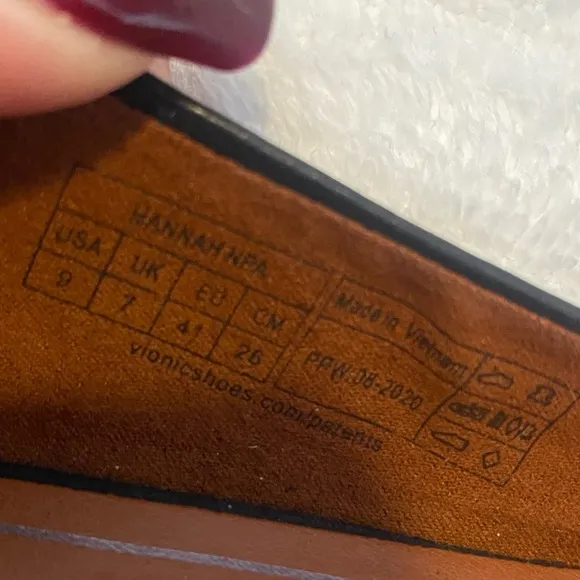 HANNAH NPA
USA UK EU CM
9 7 41 26
vionicshoes.com/patents
Made in Vietnam
PPW:08-2020